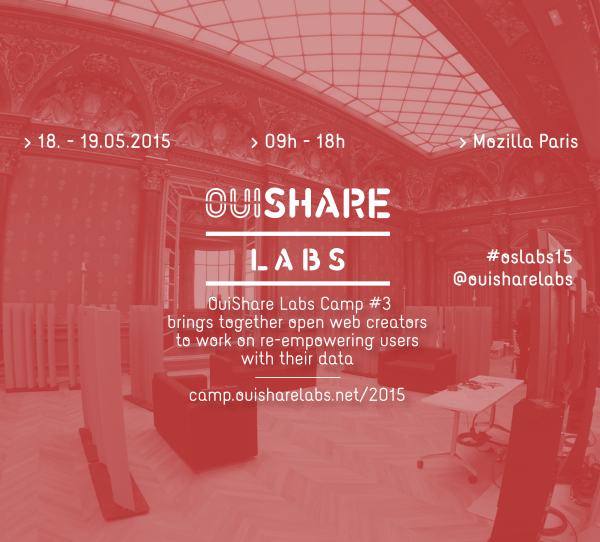 > 18. - 19.05.2015
> 09h - 18h
> Mozilla Paris
OUISHARE
LABS
#oslabs15
@ouisharelabs
OuiShare Labs Camp #3
brings together open web creators
to work on re-empowering users
with their data
camp.ouisharelabs.net/2015